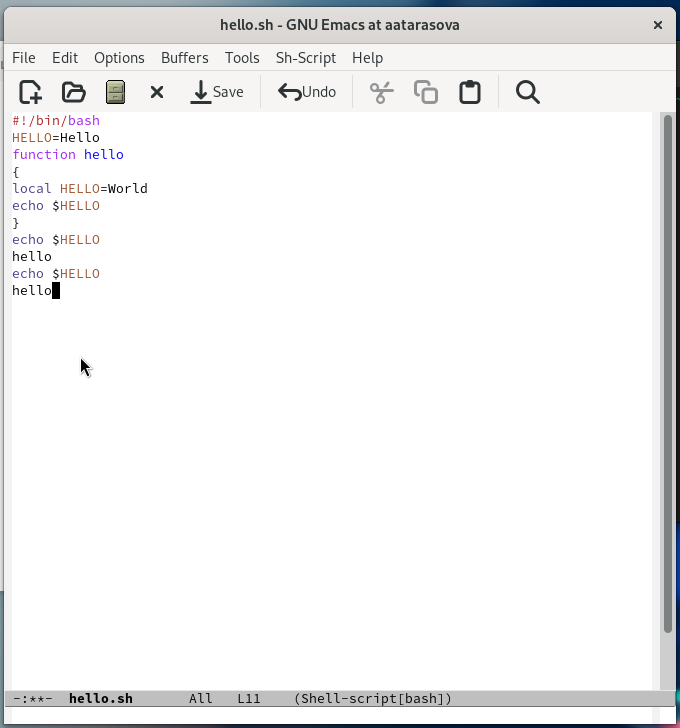 hello.sh - GNU Emacs at aatarasova
File Edit Options Buffers Tools Sh-Script Help
Save Undo
#!/bin/bash
HELLO=Hello
function hello
{
local HELLO=World
echo $HELLO
}
echo $HELLO
hello
echo $HELLO
hello
-:**- hello.sh All L11 (Shell-script[bash])